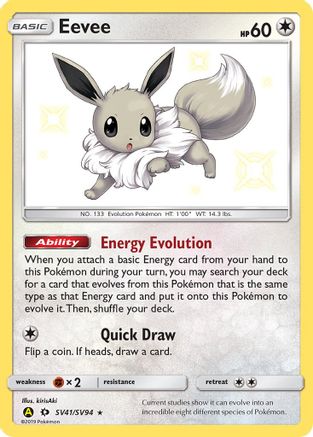 BASIC Eevee HP60
NO. 133 Evolution Pokémon HT: 1'00" WT: 14.3 lbs.
Ability Energy Evolution
When you attach a basic Energy card from your hand to
this Pokémon during your turn, you may search your deck
for a card that evolves from this Pokémon that is the same
type as that Energy card and put it onto this Pokémon to
evolve it. Then, shuffle your deck.
Quick Draw
Flip a coin. If heads, draw a card.
weakness × 2 resistance retreat
Illus. kirisAki
A SV41/SV94 ★
©2019 Pokémon
Current studies show it can evolve into an
incredible eight different species of Pokémon.